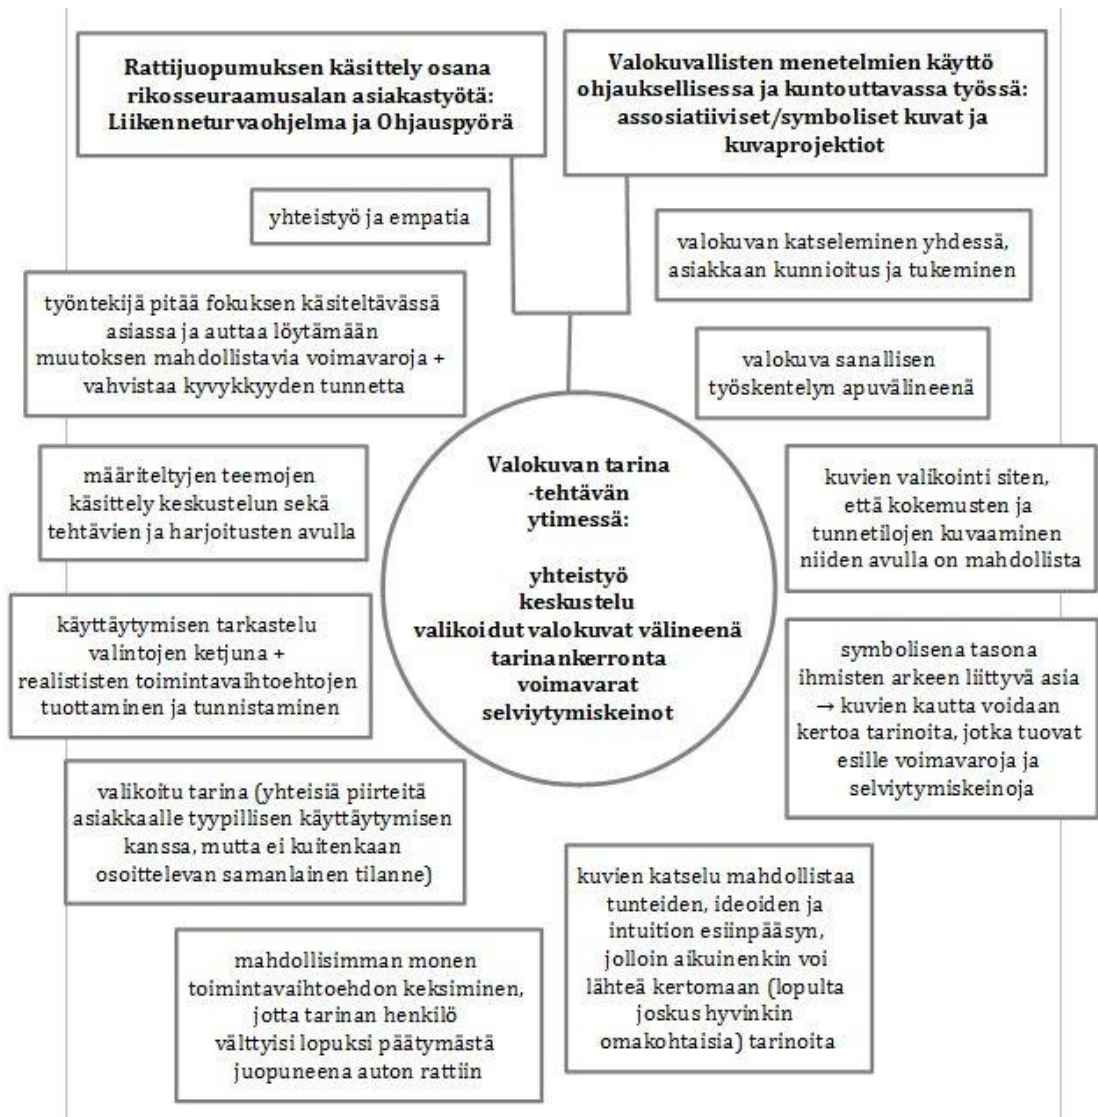 Rattijuopumuksen käsittely osana
rikosseuraamusalan asiakastyötä:
Liikenneturvaohjelma ja Ohjauspyörä
Valokuvallisten menetelmien käyttö
ohjauksellisessa ja kuntouttavassa työssä:
assosiatiiviset/symboliset kuvat ja
kuvaprojektiot
yhteistyö ja empatia
valokuvan katseleminen yhdessä,
asiakkaan kunnioitus ja tukeminen
työntekijä pitää fokuksen käsiteltävässä
asiassa ja auttaa löytämään
muutoksen mahdollistavia voimavaroja +
vahvistaa kyvykkyyden tunnetta
valokuva sanallisen
työskentelyn apuvälineenä
määriteltyjen teemojen
käsittely keskustelun sekä
tehtävien ja harjoitusten avulla
Valokuvan tarina
-tehtävän
ytimessä:
yhteistyö
keskustelu
valikoidut valokuvat välineenä
tarinankerronta
voimavarat
selviytymiskeinot
kuvien valikointi siten,
että kokemusten ja
tunnetilojen kuvaaminen
niiden avulla on mahdollista
käyttäytymisen tarkastelu
valintojen ketjuna +
realististen toimintavaihtoehtojen
tuottaminen ja tunnistaminen
symbolisena tasona
ihmisten arkeen liittyvä asia
→ kuvien kautta voidaan
kertoa tarinoita, jotka tuovat
esille voimavaroja ja
selviytymiskeinoja
valikoitu tarina (yhteisiä piirteitä
asiakkaalle tyypillisen käyttäytymisen
kanssa, mutta ei kuitenkaan
osoittelevan samanlainen tilanne)
kuvien katselu mahdollistaa
tunteiden, ideoiden ja
intuition esiinpääsyn,
jolloin aikuinenkin voi
lähteä kertomaan (lopulta
joskus hyvinkin
omakohtaisia) tarinoita
mahdollisimman monen
toimintavaihtoehdon keksiminen,
jotta tarinan henkilö
välttyisi lopuksi päätymästä
juopuneena auton rattiin